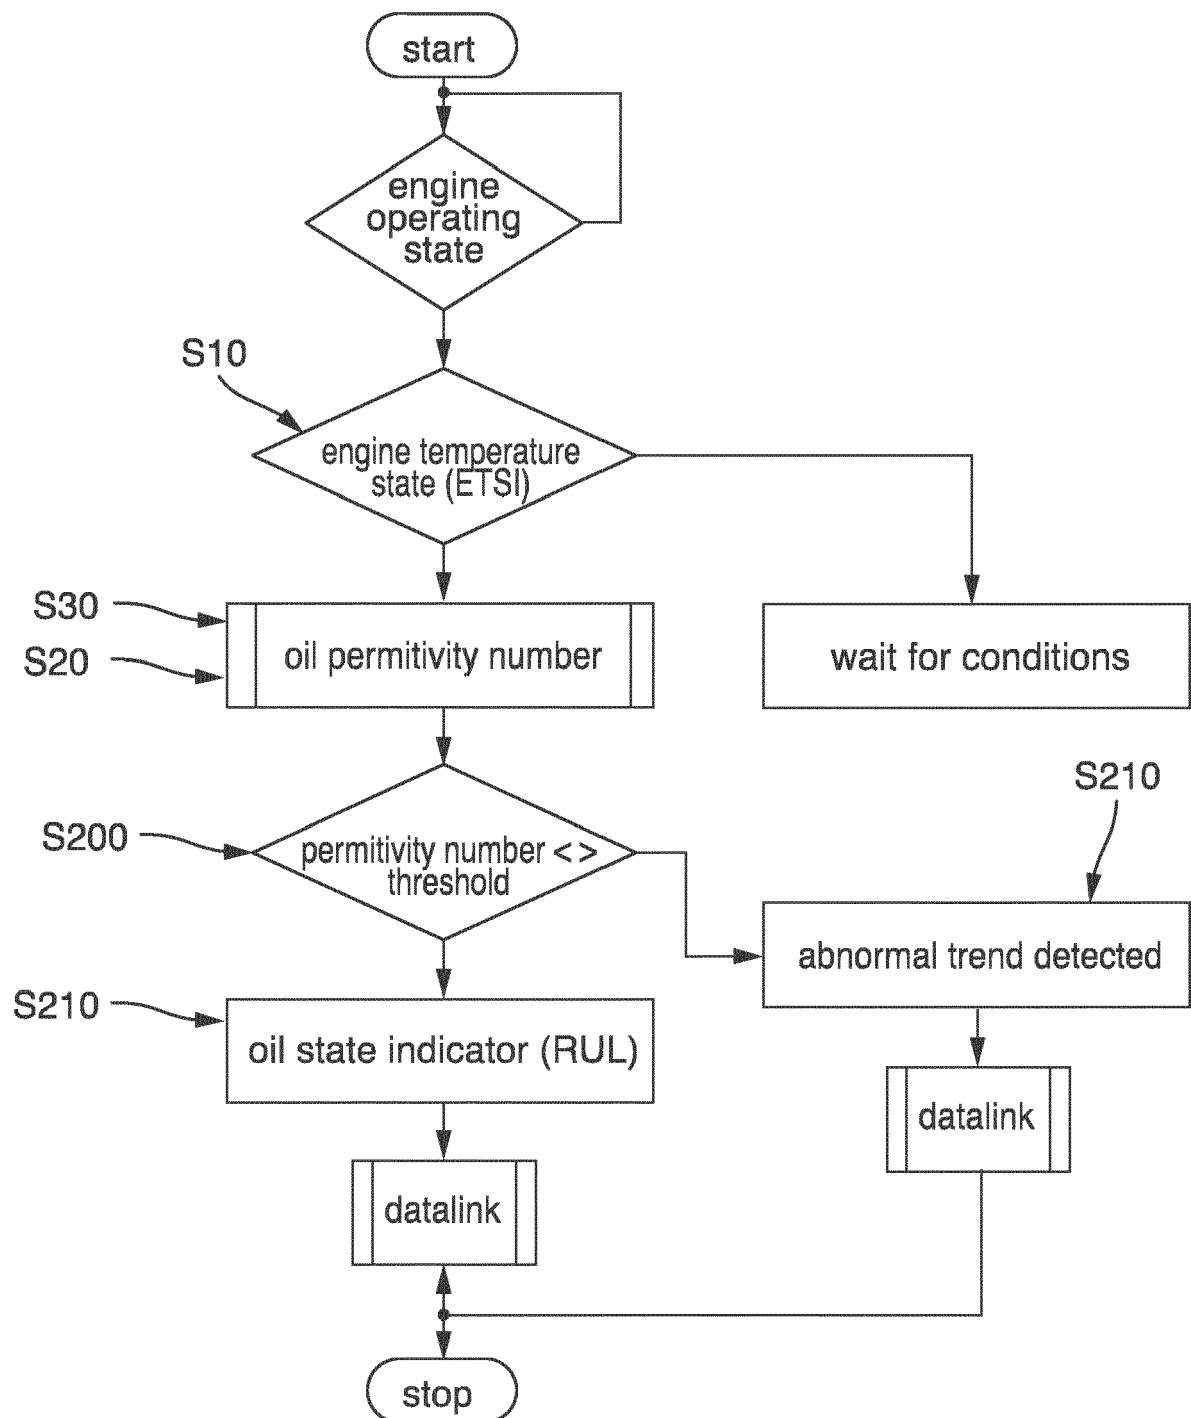 start
engine
operating
state
S10
engine temperature
state (ETSI)
S30
S20
oil permitivity number
wait for conditions
S210
S200
permitivity number < >
threshold
abnormal trend detected
S210
oil state indicator (RUL)
datalink
datalink
stop